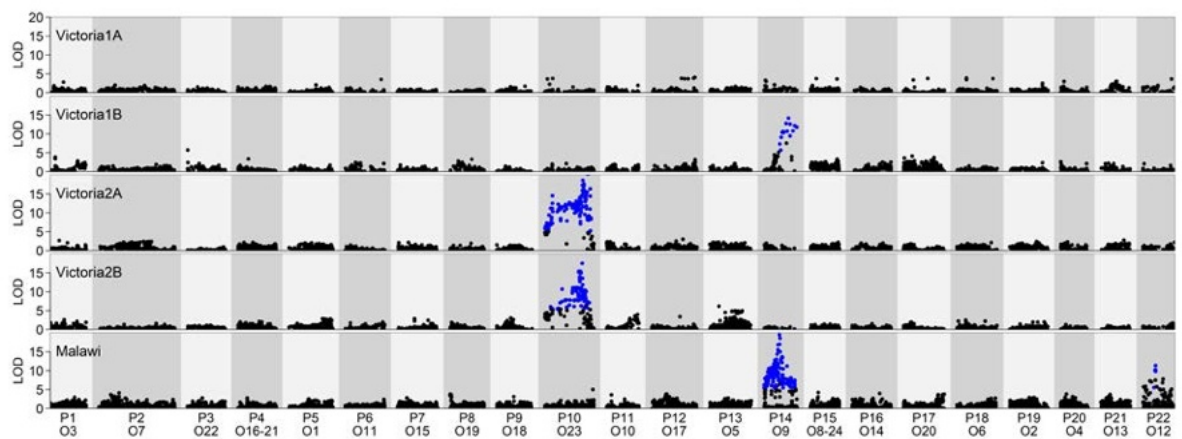 20
15
LOD 10
5
0
Victoria1A
15
LOD 10
5
0
Victoria1B
15
LOD 10
5
0
Victoria2A
15
LOD 10
5
0
Victoria2B
15
LOD 10
5
0
Malawi
P1 P2 P3 P4 P5 P6 P7 P8 P9 P10 P11 P12 P13 P14 P15 P16 P17 P18 P19 P20 P21 P22
O3 O7 O22 O16-21 O1 O11 O15 O19 O18 O23 O10 O17 O5 O9 O8-24 O14 O20 O6 O2 O4 O13 O12